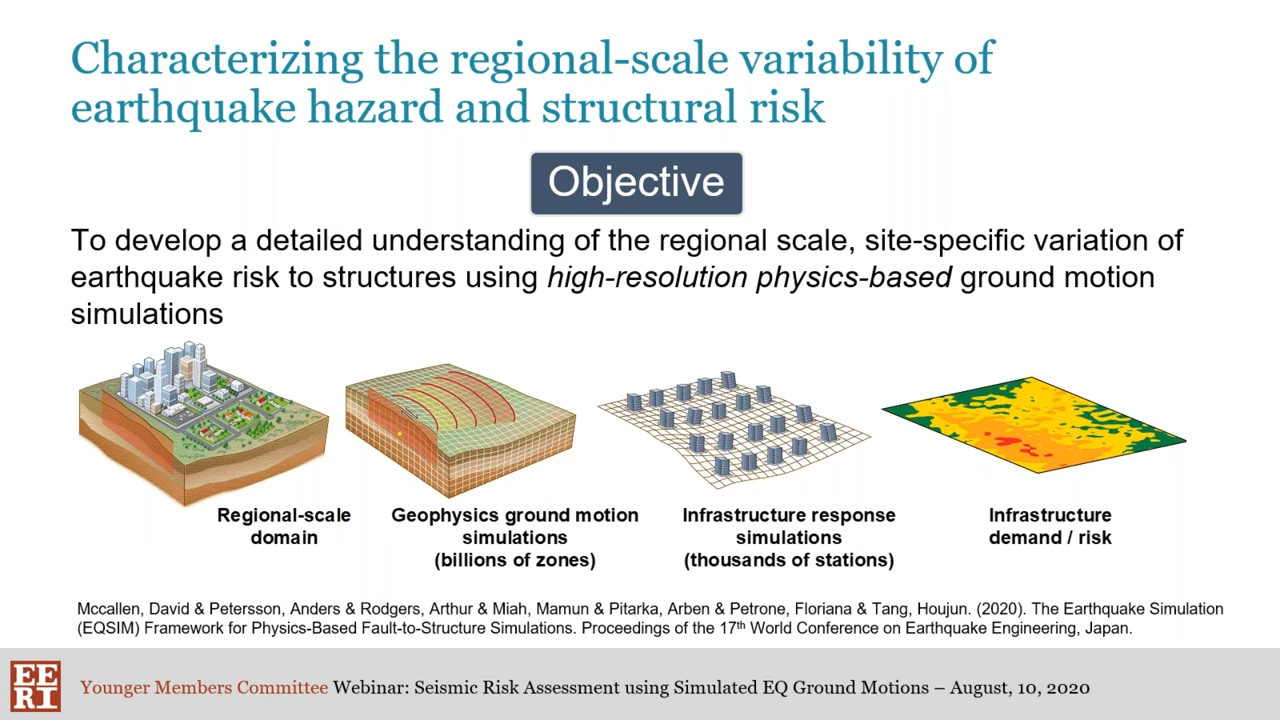 Characterizing the regional-scale variability of
earthquake hazard and structural risk
Objective
To develop a detailed understanding of the regional scale, site-specific variation of
earthquake risk to structures using high-resolution physics-based ground motion
simulations
Regional-scale
domain
Geophysics ground motion
simulations
(billions of zones)
Infrastructure response
simulations
(thousands of stations)
Infrastructure
demand / risk
Mccallen, David & Petersson, Anders & Rodgers, Arthur & Miah, Mamun & Pitarka, Arben & Petrone, Floriana & Tang, Houjun. (2020). The Earthquake Simulation
(EQSIM) Framework for Physics-Based Fault-to-Structure Simulations. Proceedings of the 17th World Conference on Earthquake Engineering, Japan.
EE
RI
Younger Members Committee Webinar: Seismic Risk Assessment using Simulated EQ Ground Motions – August, 10, 2020